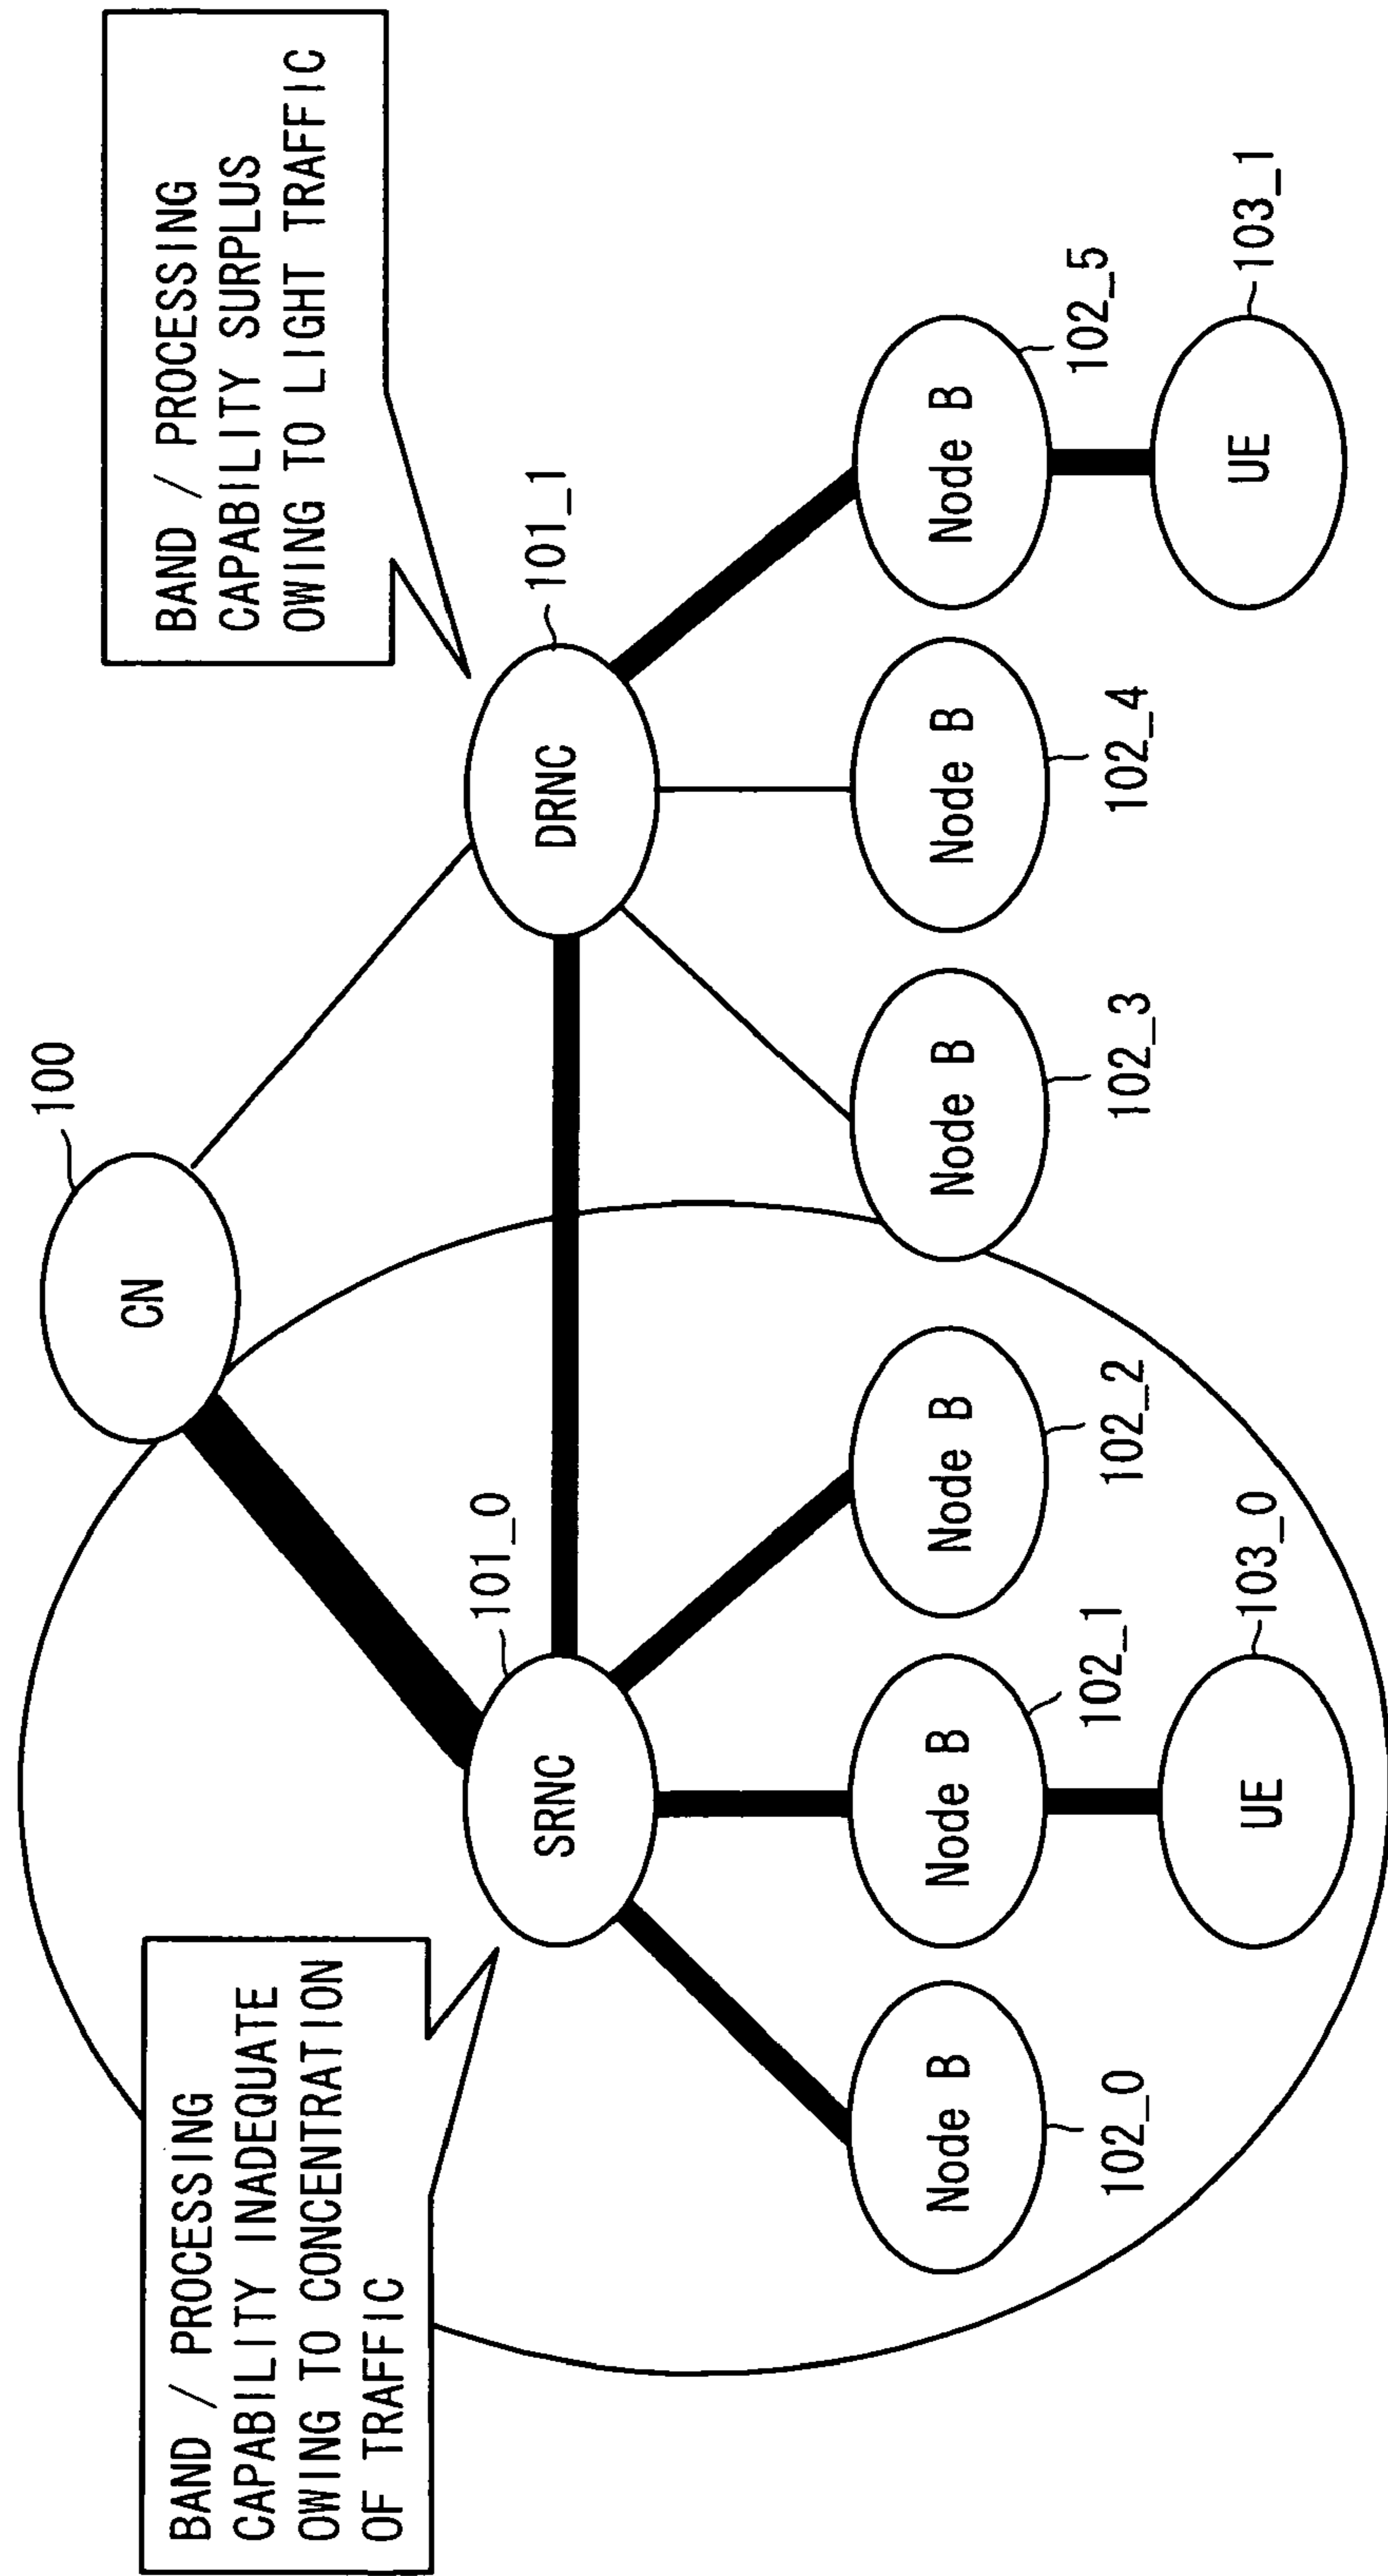 100
CN
BAND / PROCESSING
CAPABILITY INADEQUATE
OWING TO CONCENTRATION
OF TRAFFIC
BAND / PROCESSING
CAPABILITY SURPLUS
OWING TO LIGHT TRAFFIC
101_0
SRNC
101_1
DRNC
Node B
Node B
Node B
Node B
Node B
Node B
102_0
102_1
102_2
102_3
102_4
102_5
UE
103_0
UE
103_1